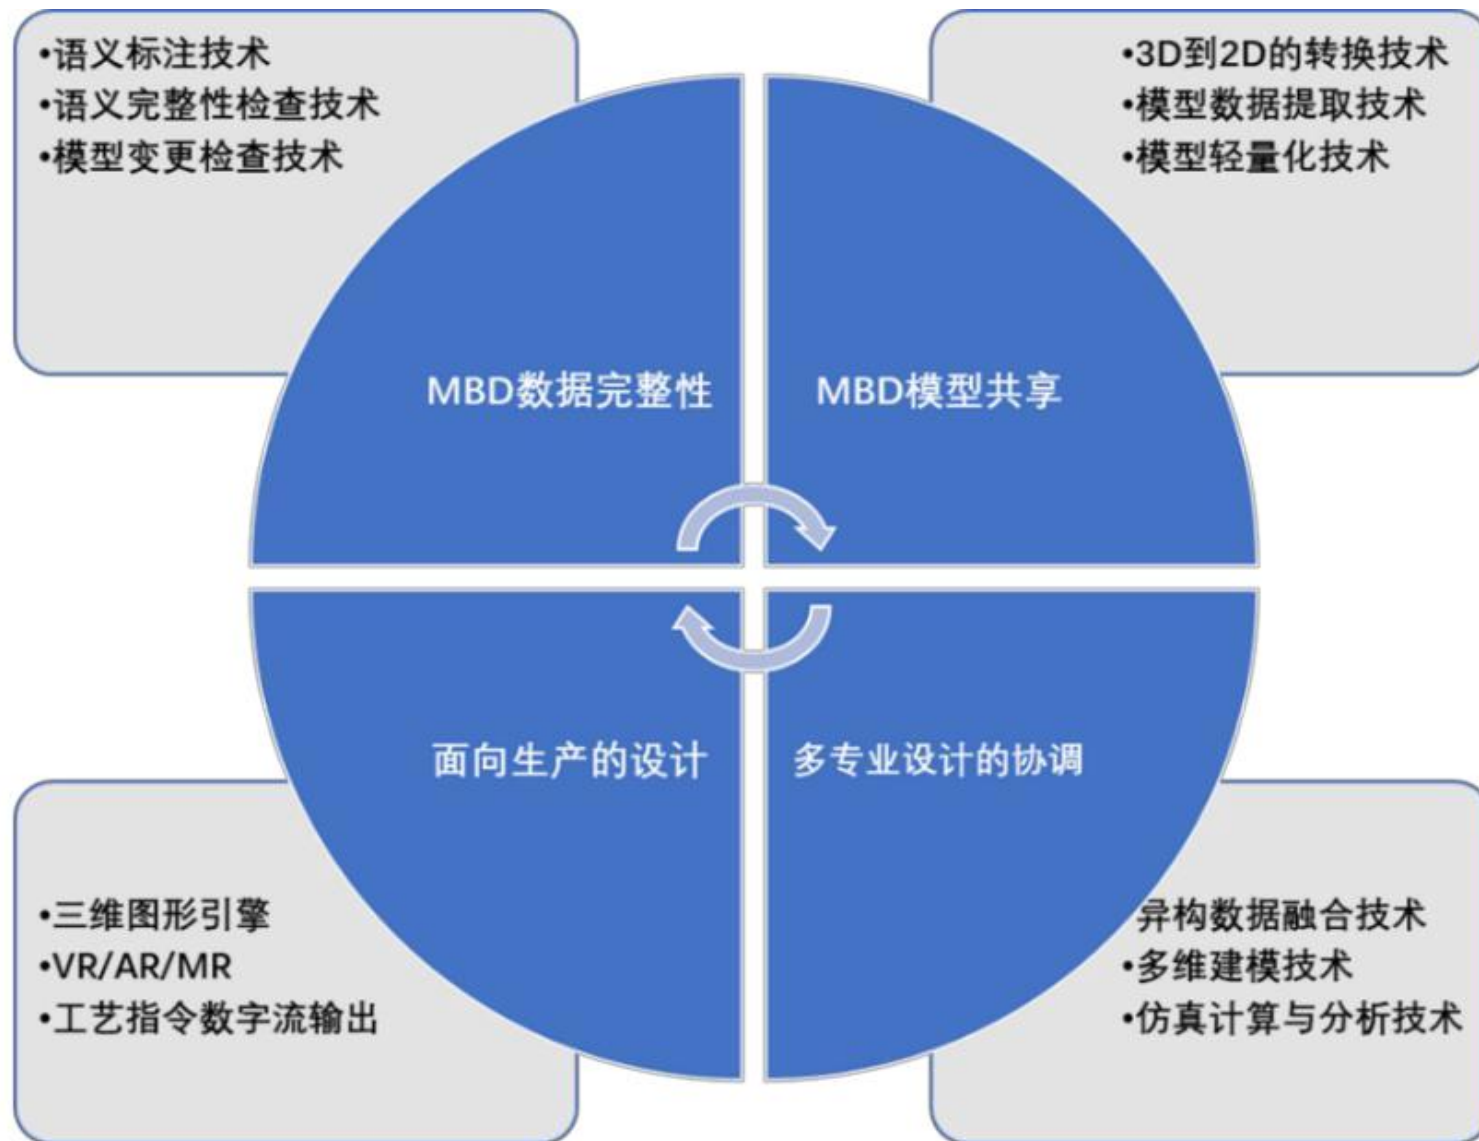 •语义标注技术
•语义完整性检查技术
•模型变更检查技术
•3D到2D的转换技术
•模型数据提取技术
•模型轻量化技术
MBD数据完整性
MBD模型共享
面向生产的设计
多专业设计的协调
•三维图形引擎
•VR/AR/MR
•工艺指令数字流输出
异构数据融合技术
•多维建模技术
•仿真计算与分析技术